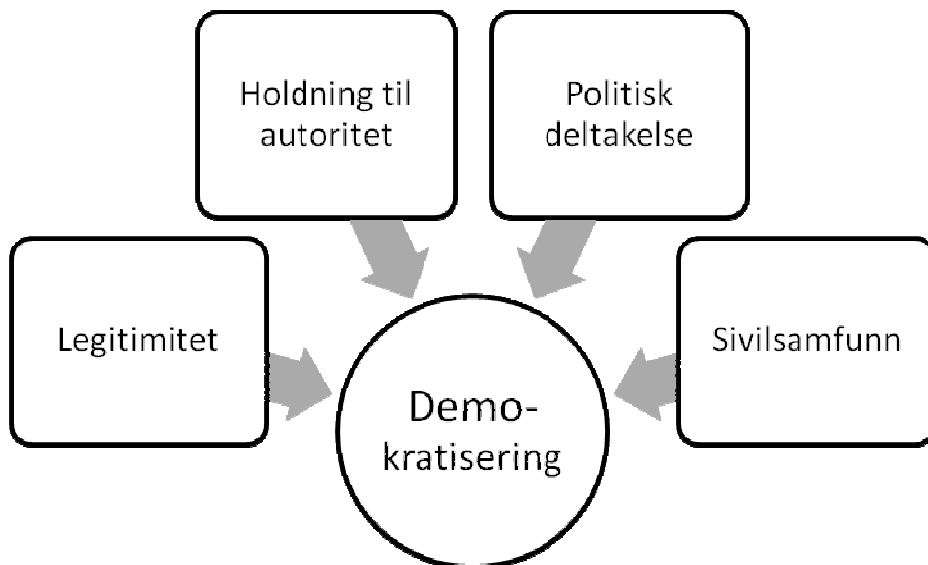 Holdning til
autoritet
Politisk
deltakelse
Legitimitet
Sivilsamfunn
Demo-
kratisering